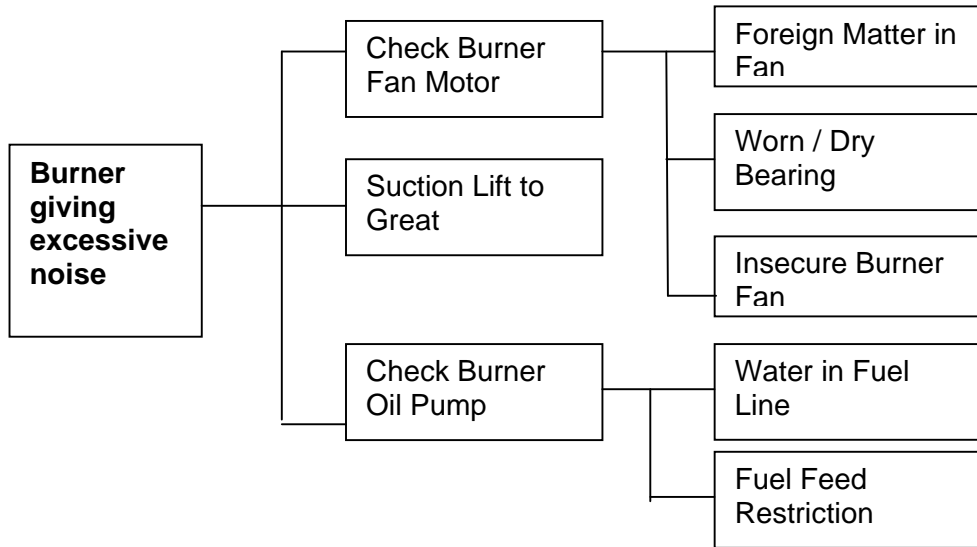 Burner
giving
excessive
noise
Check Burner
Fan Motor
Suction Lift to
Great
Check Burner
Oil Pump
Foreign Matter in
Fan
Worn / Dry
Bearing
Insecure Burner
Fan
Water in Fuel
Line
Fuel Feed
Restriction